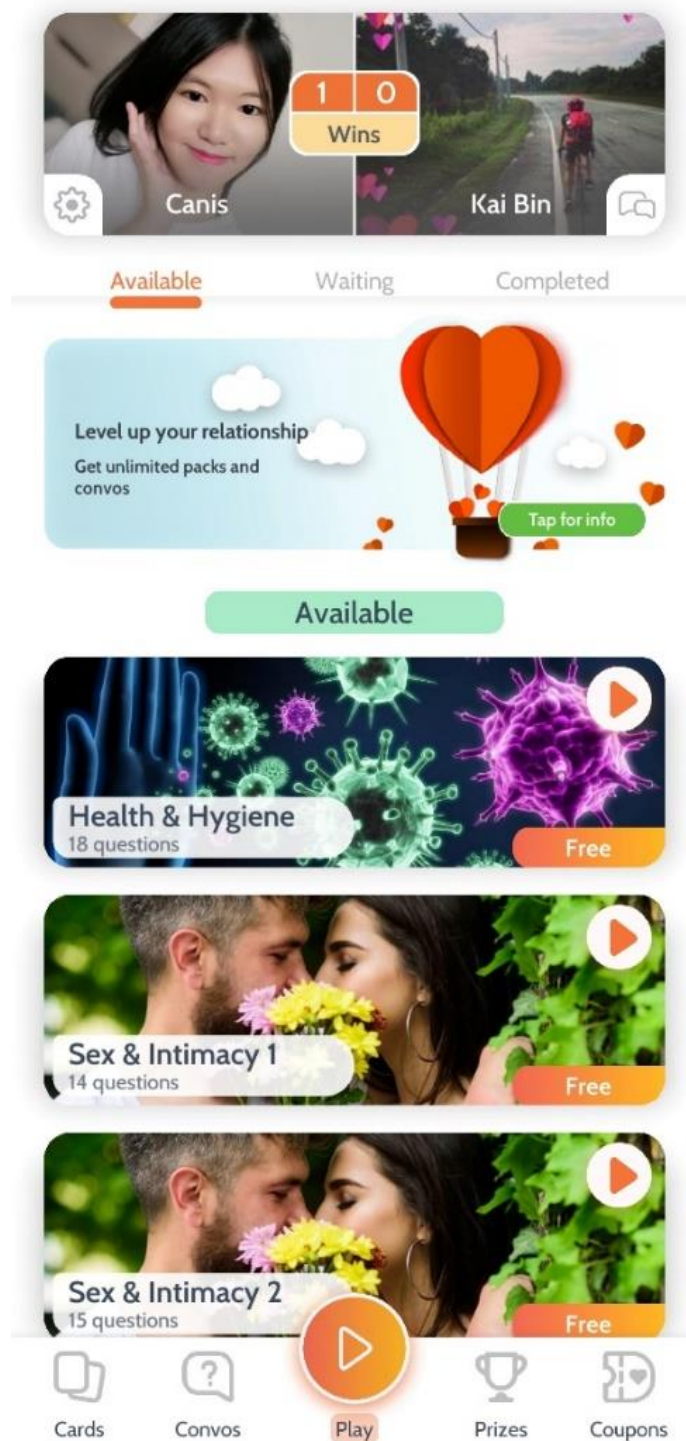 1 0
Wins
Canis
Kai Bin
Available Waiting Completed
Level up your relationship
Get unlimited packs and
convos
Tap for info
Available
Health & Hygiene
18 questions
Free
Sex & Intimacy 1
14 questions
Free
Sex & Intimacy 2
15 questions
Free
Cards Convos Play Prizes Coupons